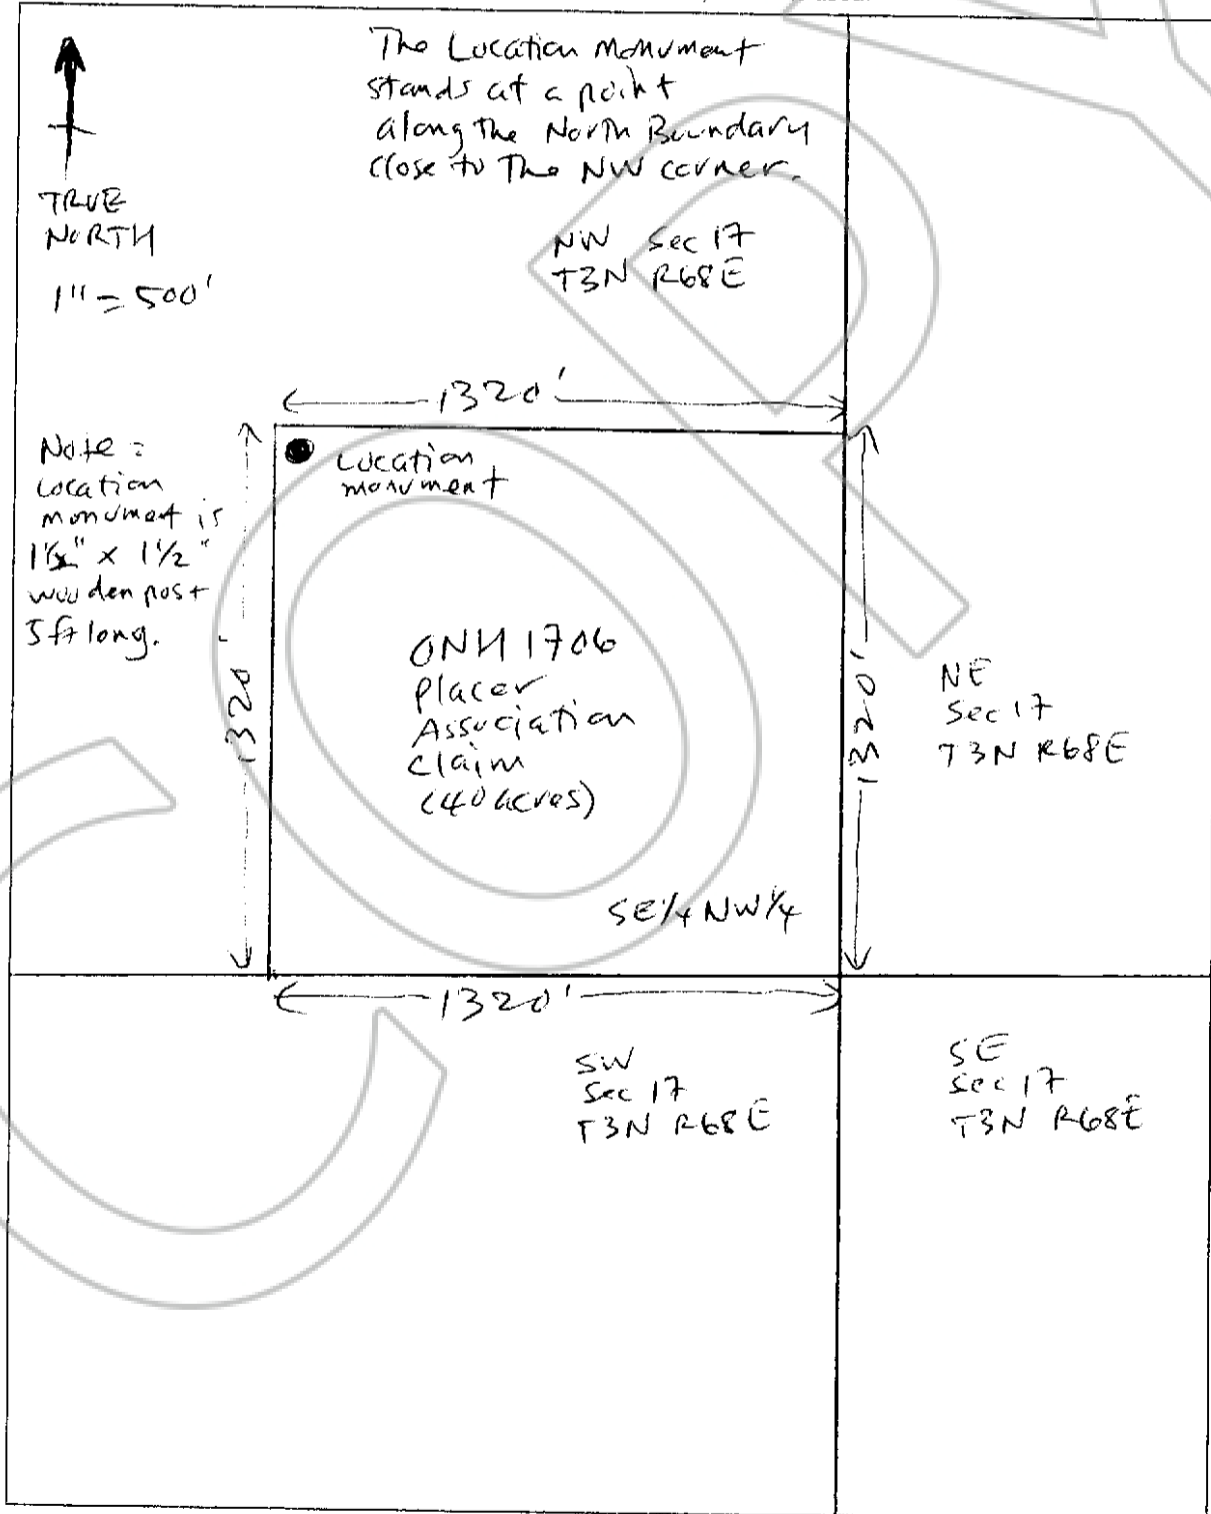 The Location Monument
stands at a point
along the North Boundary
close to The NW corner.
TRUE
NORTH
1" = 500'
NW Sec 17
T3N R68E
1320'
Note:
Location
monument is
1½" x 1½"
wooden post
5 ft long.
Location
monument
1320'
ONH 1706
placer
Association
claim
(40 acres)
1320'
NE
Sec 17
T3N R68E
SE¼ NW¼
1320'
SW
Sec 17
T3N R68E
SE
Sec 17
T3N R68E